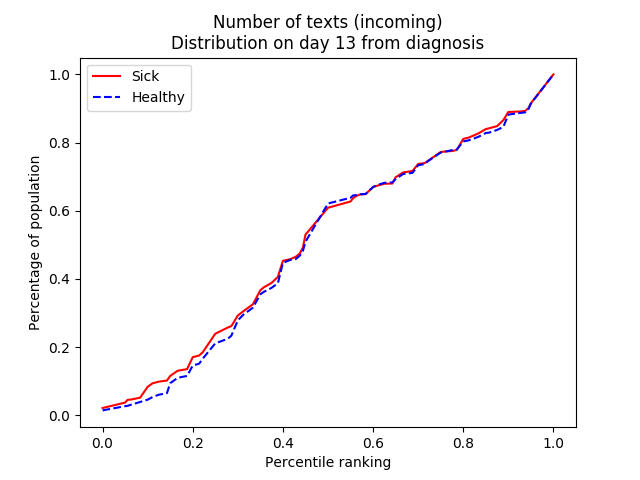 Number of texts (incoming)
Distribution on day 13 from diagnosis
Sick
Healthy
Percentage of population
1.0
0.8
0.6
0.4
0.2
0.0
0.0 0.2 0.4 0.6 0.8 1.0
Percentile ranking